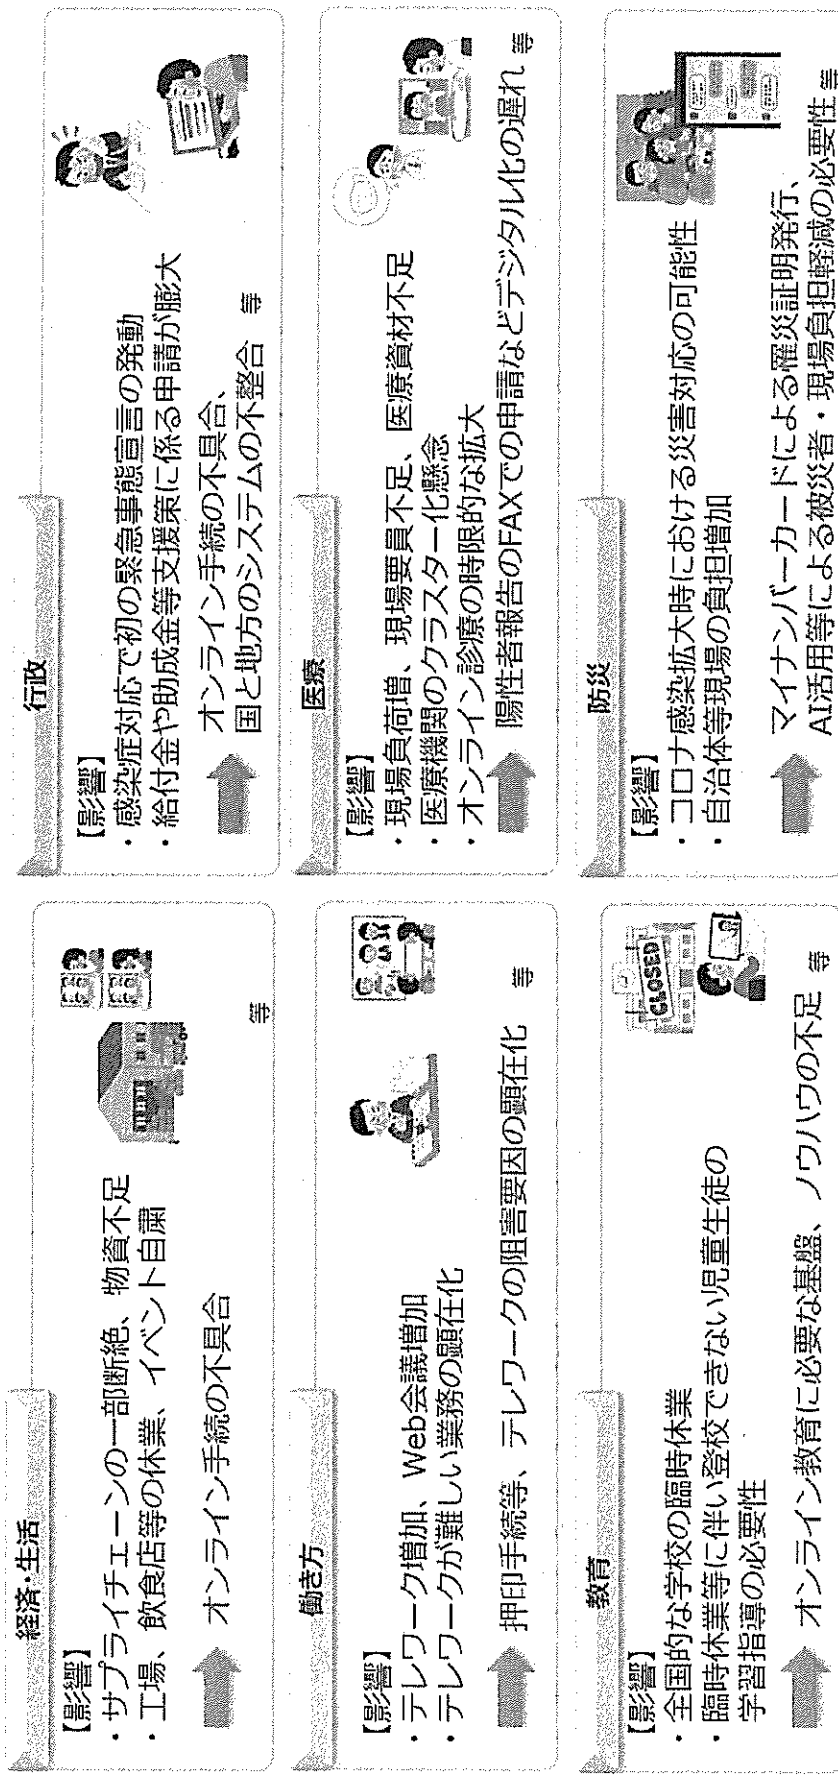 経済・生活
【影響】
・サプライチェーンの一部断絶、物資不足
・工場、飲食店等の休業、イベント自粛
オンライン手続の不具合
等
行政
【影響】
・感染症対応で初の緊急事態宣言の発動
・給付金や助成金等支援策に係る申請が膨大
オンライン手続の不具合、
国と地方のシステムの不整合 等
働き方
【影響】
・テレワーク増加、Web会議増加
・テレワークが難しい業務の顕在化
押印手続等、テレワークの阻害要因の顕在化 等
医療
【影響】
・現場負荷増、現場要員不足、医療資材不足
・医療機関のクラスター化懸念
・オンライン診療の時限的な拡大
陽性者報告のFAXでの申請などデジタル化の遅れ 等
教育
【影響】
・全国的な学校の臨時休業
・臨時休業等に伴い登校できない児童生徒の
学習指導の必要性
オンライン教育に必要な基盤、ノウハウの不足 等
CLOSED
防災
【影響】
・コロナ感染拡大時における災害対応の可能性
・自治体等現場の負担増加
マイナンバーカードによる罹災証明発行、
AI活用等による被災者・現場負担軽減の必要性 等